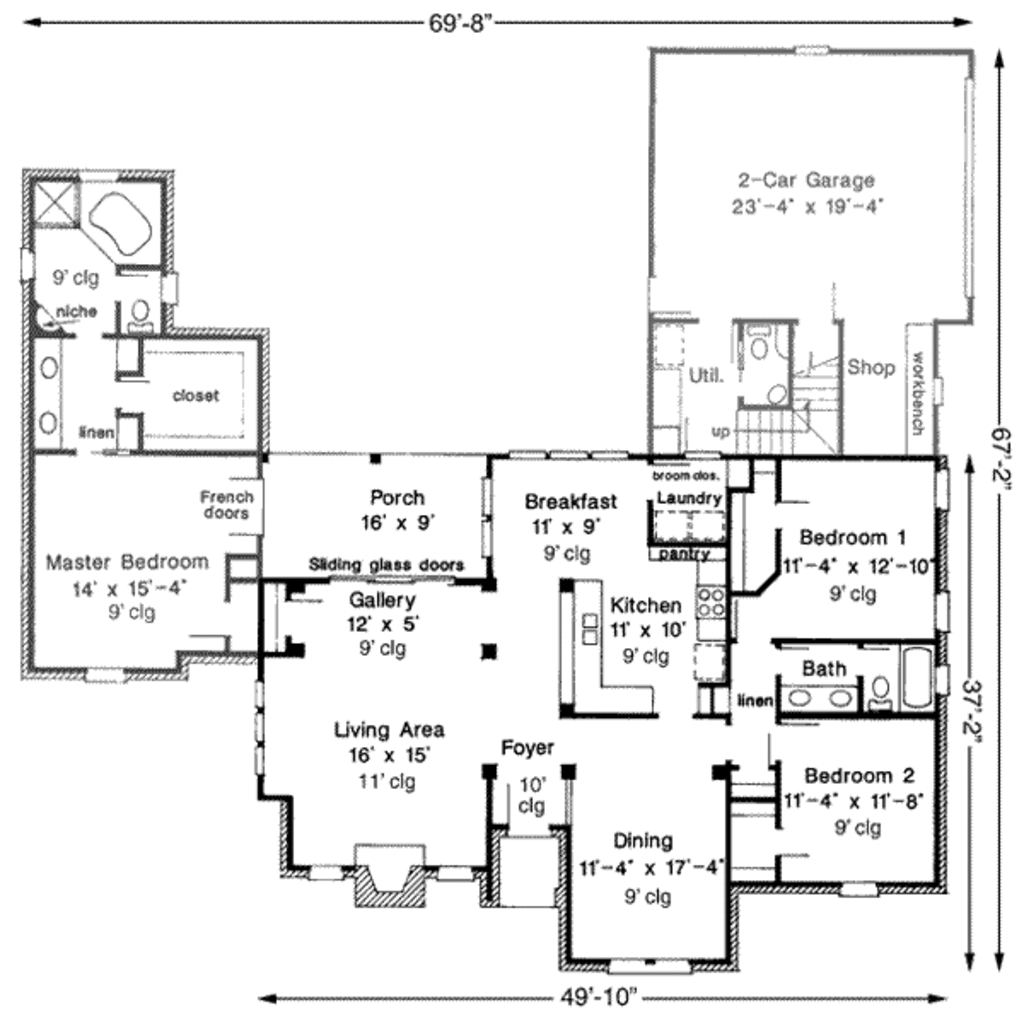 69'-8"
2-Car Garage
23'-4" x 19'-4"
9' clg
niche
closet
linen
Util.
up
Shop
workbench
French
doors
Porch
16' x 9'
Sliding glass doors
Breakfast
11' x 9'
9' clg
broom clos.
Laundry
pantry
Master Bedroom
14' x 15'-4"
9' clg
Gallery
12' x 5'
9' clg
Kitchen
11' x 10'
9' clg
Bedroom 1
11'-4" x 12'-10"
9' clg
Bath
linen
Living Area
16' x 15'
11' clg
Foyer
10'
clg
Bedroom 2
11'-4" x 11'-8"
9' clg
Dining
11'-4" x 17'-4"
9' clg
67'-2"
37'-2"
49'-10"